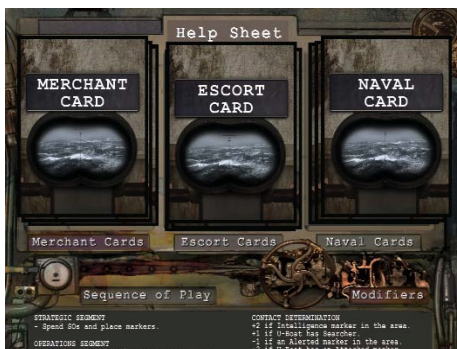 Help Sheet
MERCHANT
CARD
ESCORT
CARD
NAVAL
CARD
Merchant Cards
Escort Cards
Naval Cards
Sequence of Play
Modifiers
STRATEGIC SEGMENT
- Spend SOs and place markers.
OPERATIONS SEGMENT
CONTACT DETERMINATION
+2 if Intelligence marker in the area.
+1 if U-Boat has Searcher.
-1 if an Alerted marker in the area.